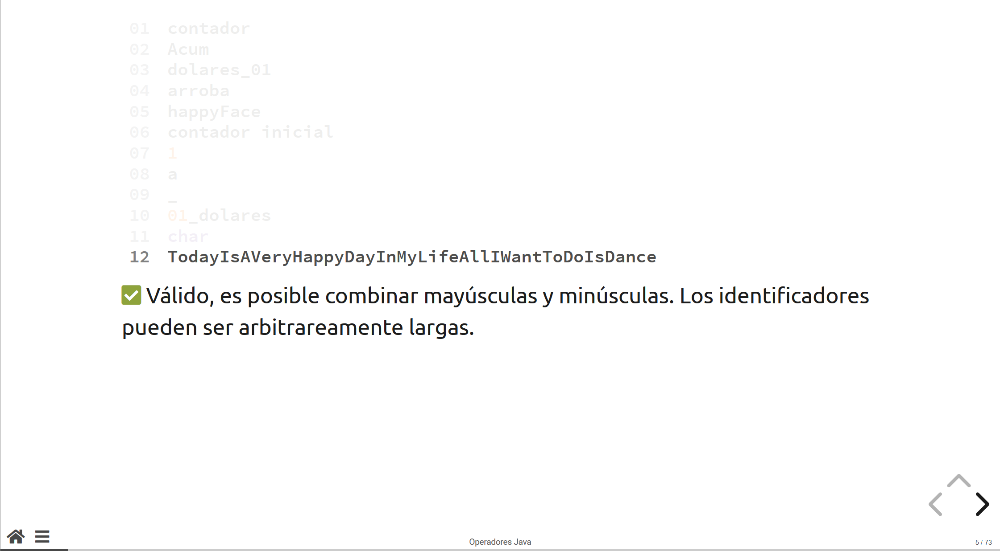 01 contador
02 Acum
03 dolares_01
04 arroba
05 happyFace
06 contador inicial
07 1
08 a
09 _
10 01_dolares
11 char
12 TodayIsAVeryHappyDayInMyLifeAllIWantToDoIsDance
Válido, es posible combinar mayúsculas y minúsculas. Los identificadores
pueden ser arbitrareamente largas.
Operadores Java
5 / 73